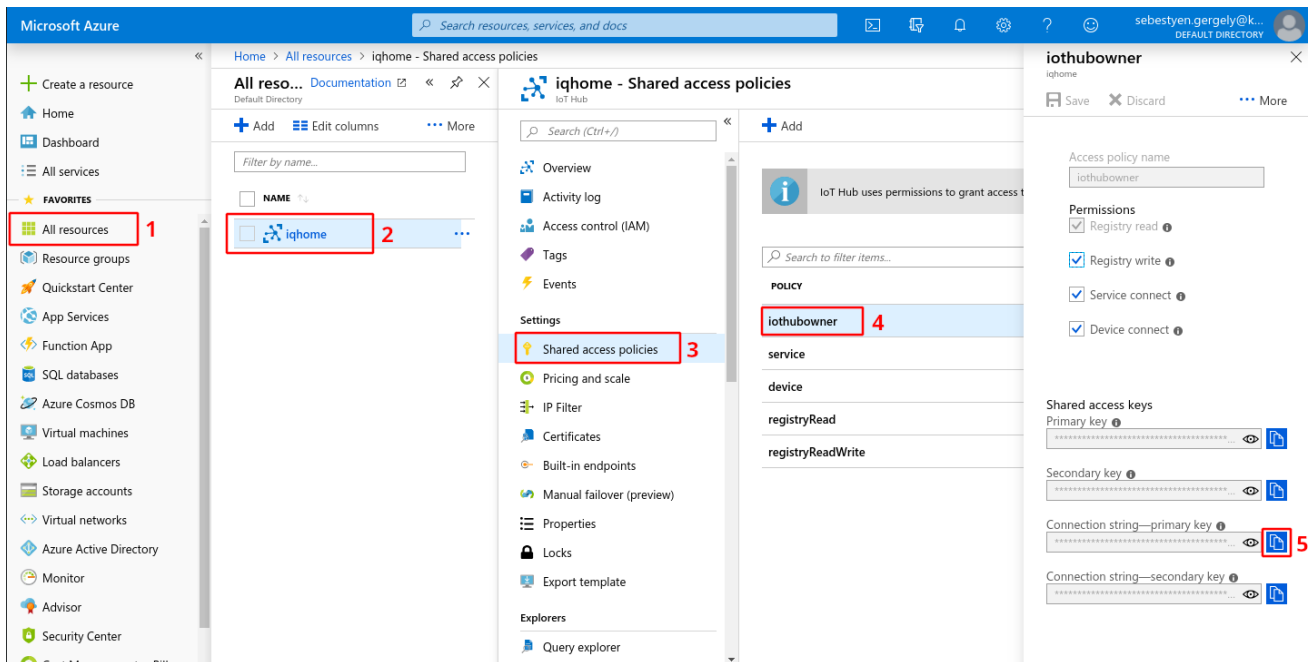 Microsoft Azure
Search resources, services, and docs
sebestyen.gergely@k...
DEFAULT DIRECTORY
Create a resource
Home
Dashboard
All services
FAVORITES
All resources 1
Resource groups
Quickstart Center
App Services
Function App
SQL databases
Azure Cosmos DB
Virtual machines
Load balancers
Storage accounts
Virtual networks
Azure Active Directory
Monitor
Advisor
Security Center
Home > All resources > iqhome - Shared access policies
All reso... Documentation
Default Directory
Add Edit columns ... More
Filter by name...
NAME
iqhome ... 2
iqhome - Shared access policies
IoT Hub
Search (Ctrl+/)
Overview
Activity log
Access control (IAM)
Tags
Events
Settings
Shared access policies 3
Pricing and scale
IP Filter
Certificates
Built-in endpoints
Manual failover (preview)
Properties
Locks
Export template
Explorers
Query explorer
Add
IoT Hub uses permissions to grant access t
Search to filter items...
POLICY
iothubowner 4
service
device
registryRead
registryReadWrite
iothubowner
iqhome
Save Discard ... More
Access policy name
iothubowner
Permissions
Registry read
Registry write
Service connect
Device connect
Shared access keys
Primary key
Secondary key
Connection string—primary key
5
Connection string—secondary key